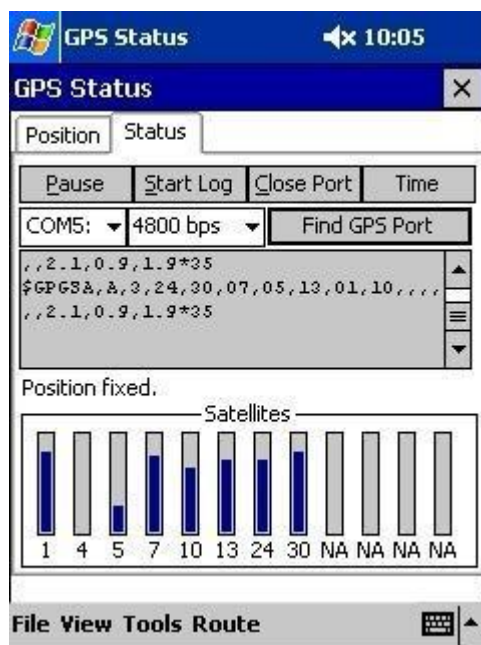 GPS Status 10:05
GPS Status
Position Status
Pause Start Log Close Port Time
COM5: 4800 bps Find GPS Port
,,2.1,0.9,1.9*35
$GPGSA,A,3,24,30,07,05,13,01,10,,,,
,,2.1,0.9,1.9*35
Position fixed.
Satellites
1 4 5 7 10 13 24 30 NA NA NA NA
File View Tools Route